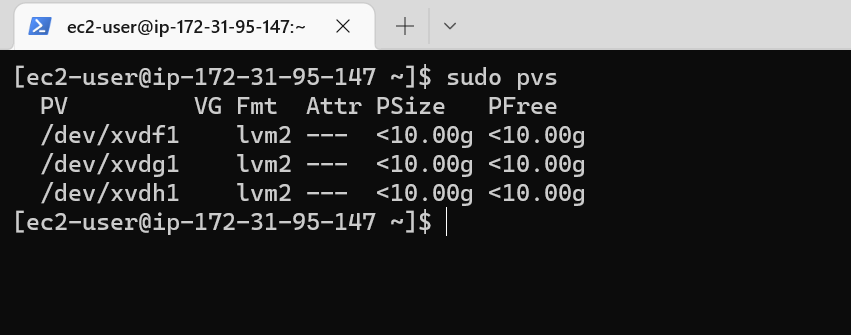 ec2-user@ip-172-31-95-147:~
[ec2-user@ip-172-31-95-147 ~]$ sudo pvs
  PV         VG Fmt  Attr PSize   PFree
  /dev/xvdf1    lvm2 ---  <10.00g <10.00g
  /dev/xvdg1    lvm2 ---  <10.00g <10.00g
  /dev/xvdh1    lvm2 ---  <10.00g <10.00g
[ec2-user@ip-172-31-95-147 ~]$